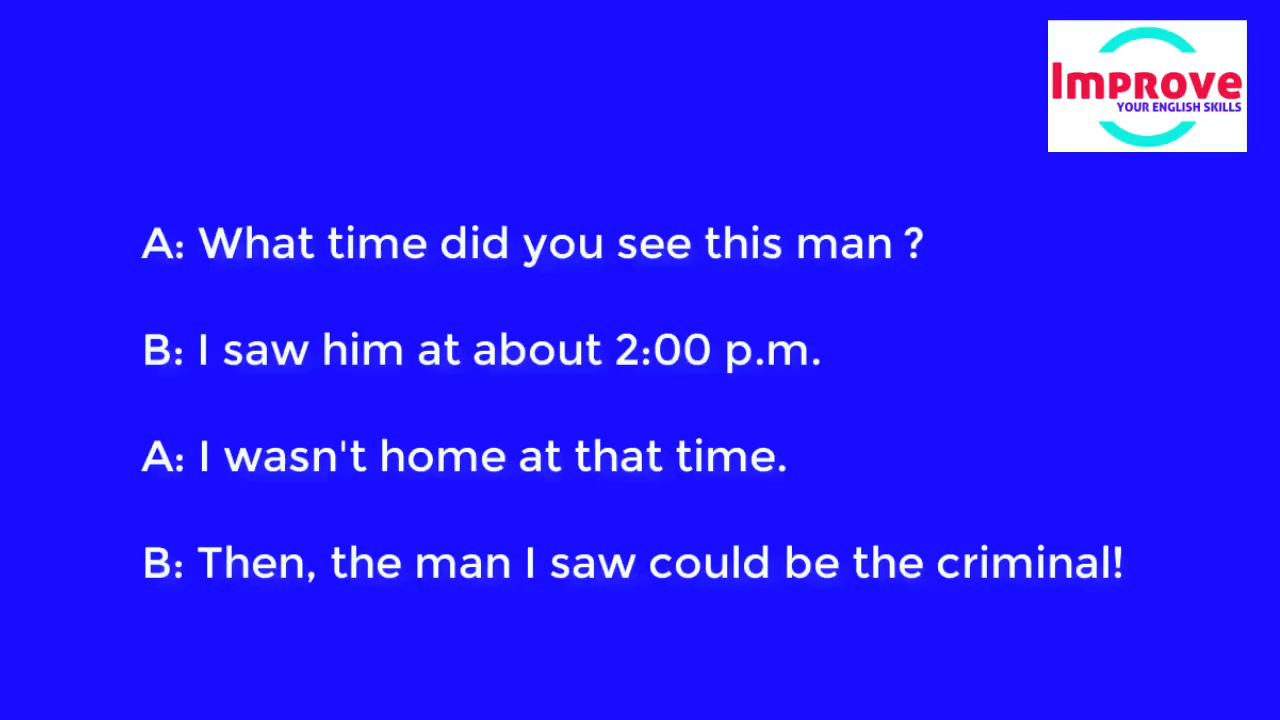 Improve
YOUR ENGLISH SKILLS
A: What time did you see this man ?
B: I saw him at about 2:00 p.m.
A: I wasn't home at that time.
B: Then, the man I saw could be the criminal!